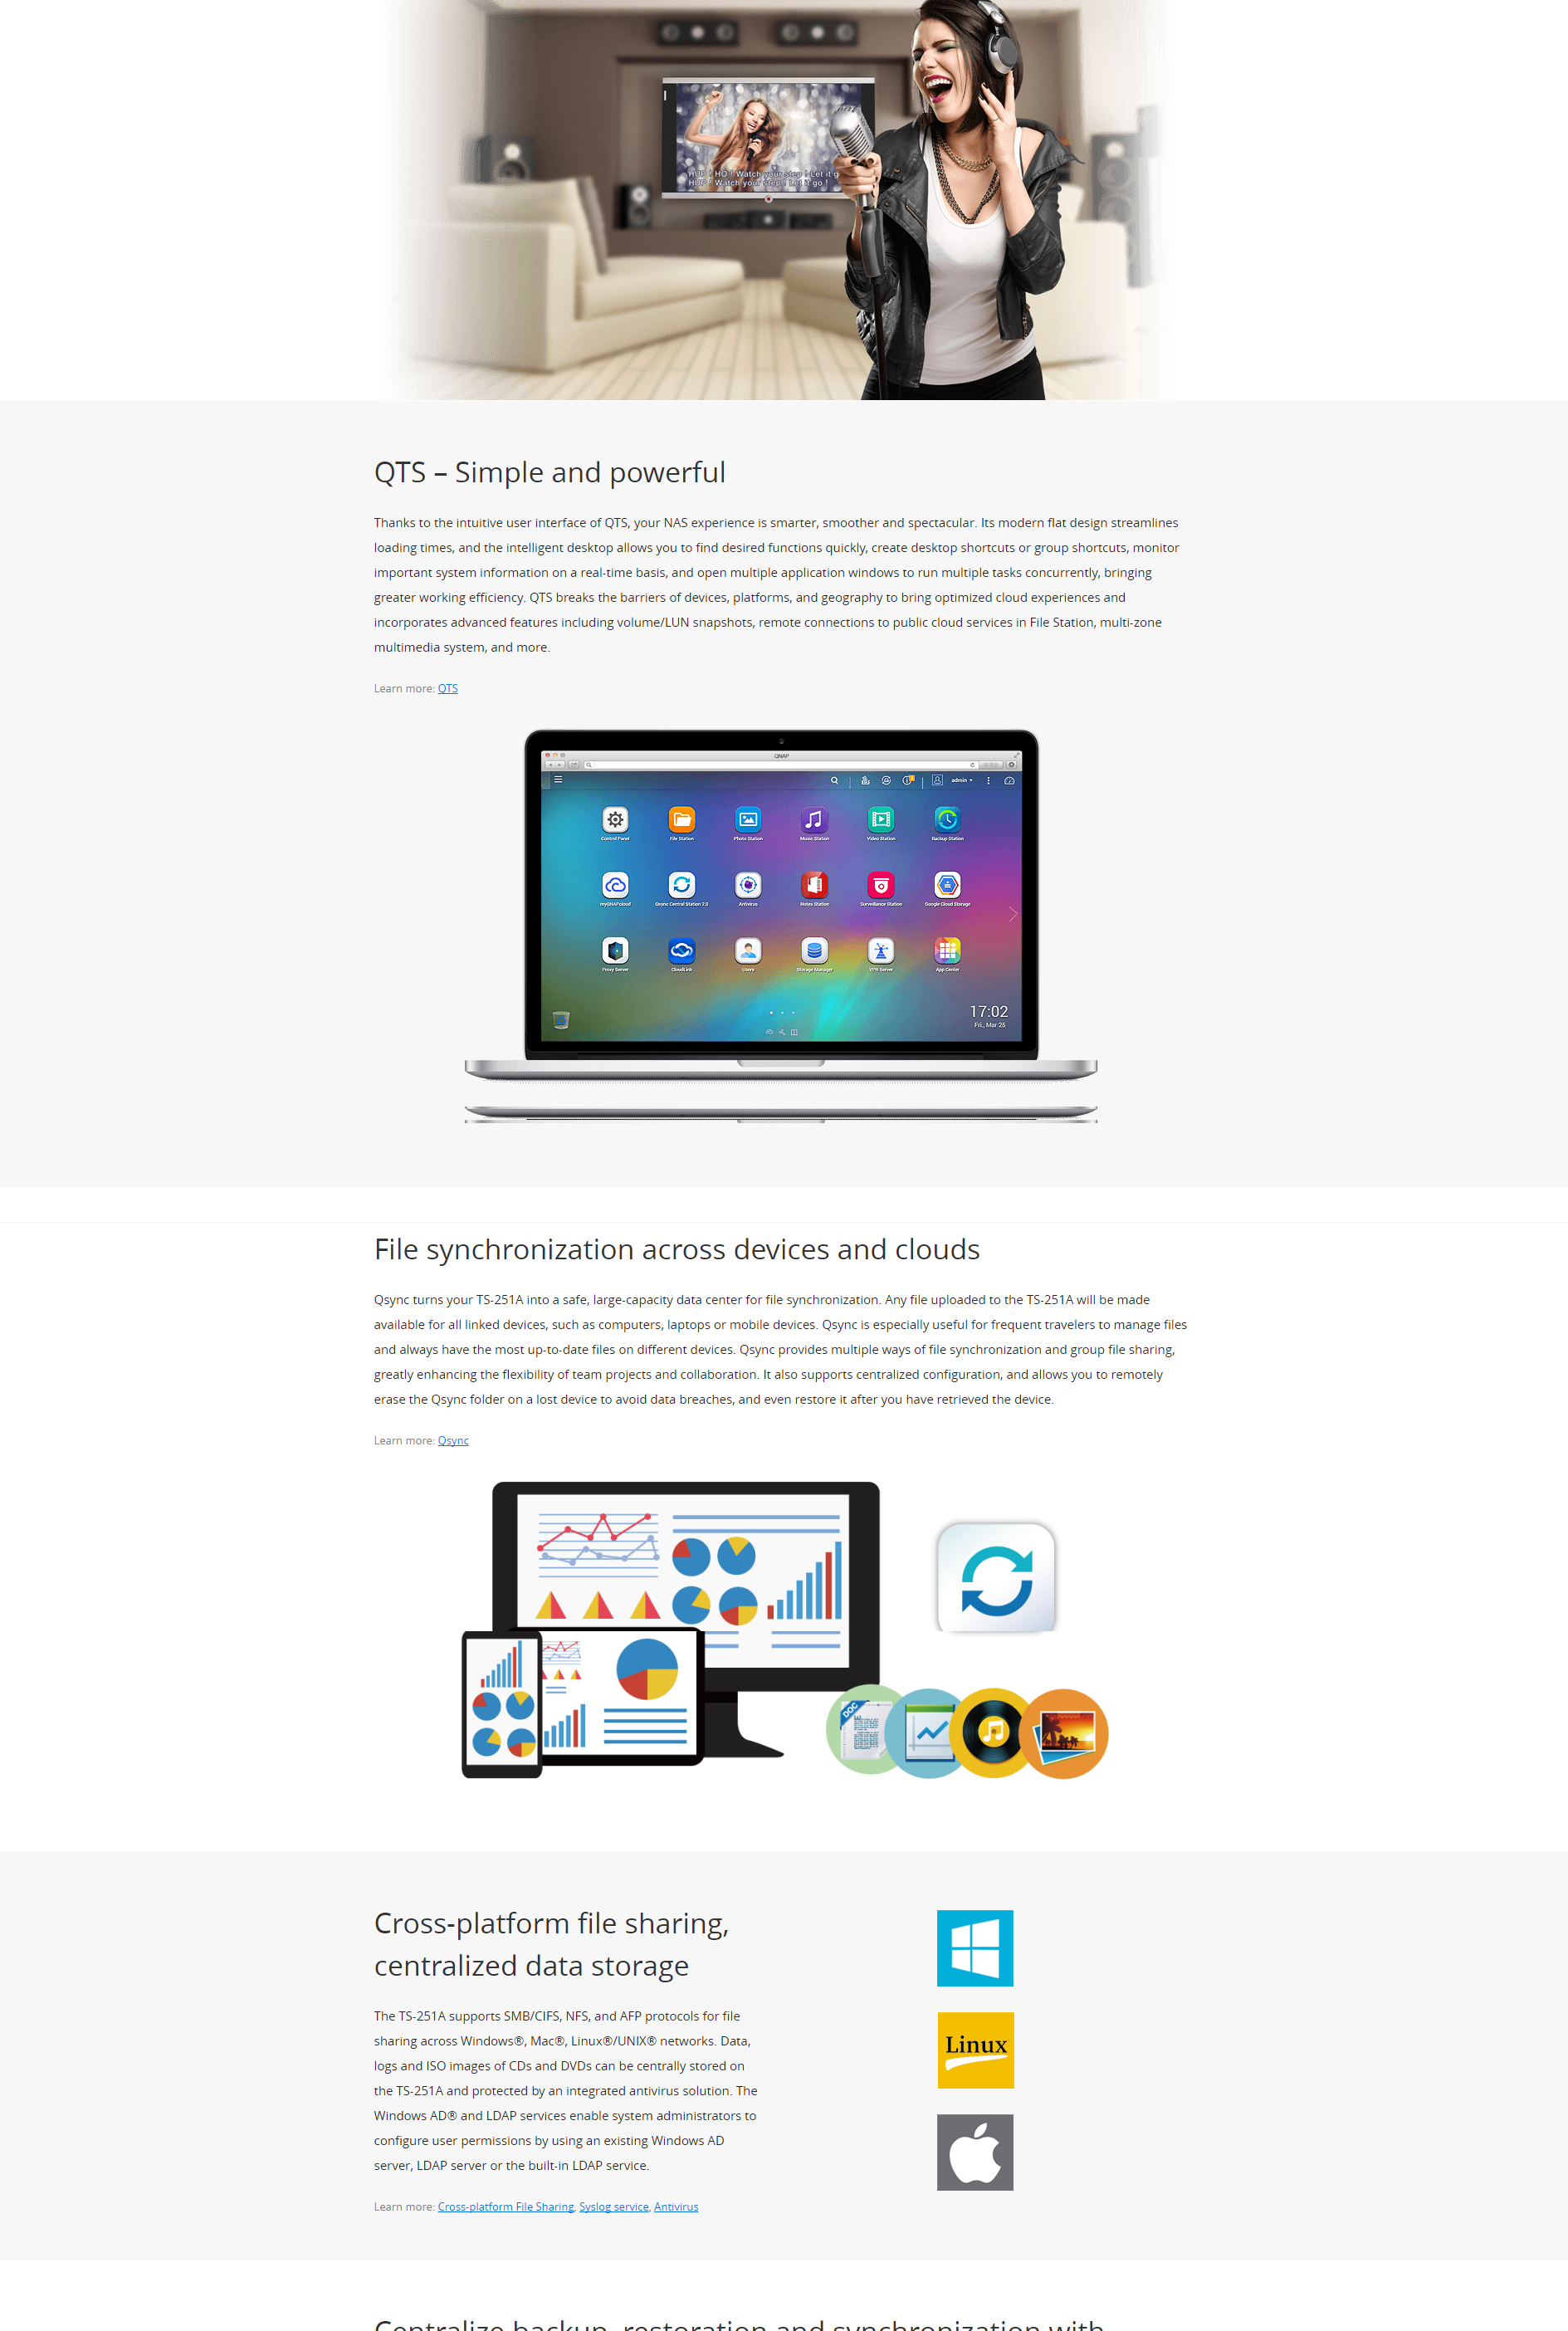 HUP ! HO ! Watch your step ! Let it g
HUP ! Watch your step ! Let it go !
QTS – Simple and powerful
Thanks to the intuitive user interface of QTS, your NAS experience is smarter, smoother and spectacular. Its modern flat design streamlines
loading times, and the intelligent desktop allows you to find desired functions quickly, create desktop shortcuts or group shortcuts, monitor
important system information on a real-time basis, and open multiple application windows to run multiple tasks concurrently, bringing
greater working efficiency. QTS breaks the barriers of devices, platforms, and geography to bring optimized cloud experiences and
incorporates advanced features including volume/LUN snapshots, remote connections to public cloud services in File Station, multi-zone
multimedia system, and more.
Learn more: QTS
QNAP
admin
Control Panel File Station Photo Station Music Station Video Station Backup Station
myQNAPcloud Qsync Central Station 2.0 Antivirus Notes Station Surveillance Station Google Cloud Storage
Proxy Server CloudLink Users Storage Manager VPN Server App Center
17:02
Fri., Mar 25
File synchronization across devices and clouds
Qsync turns your TS-251A into a safe, large-capacity data center for file synchronization. Any file uploaded to the TS-251A will be made
available for all linked devices, such as computers, laptops or mobile devices. Qsync is especially useful for frequent travelers to manage files
and always have the most up-to-date files on different devices. Qsync provides multiple ways of file synchronization and group file sharing,
greatly enhancing the flexibility of team projects and collaboration. It also supports centralized configuration, and allows you to remotely
erase the Qsync folder on a lost device to avoid data breaches, and even restore it after you have retrieved the device.
Learn more: Qsync
DOC
Cross-platform file sharing,
centralized data storage
The TS-251A supports SMB/CIFS, NFS, and AFP protocols for file
sharing across Windows®, Mac®, Linux®/UNIX® networks. Data,
logs and ISO images of CDs and DVDs can be centrally stored on
the TS-251A and protected by an integrated antivirus solution. The
Windows AD® and LDAP services enable system administrators to
configure user permissions by using an existing Windows AD
server, LDAP server or the built-in LDAP service.
Learn more: Cross-platform File Sharing, Syslog service, Antivirus
Linux
Centralize backup, restoration and synchronization with